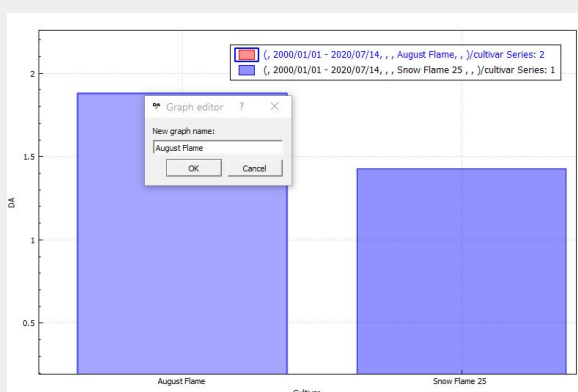 (, 2000/01/01 - 2020/07/14, , , August Flame, , )/cultivar Series: 2
(, 2000/01/01 - 2020/07/14, , , Snow Flame 25 , , )/cultivar Series: 1
2
1.5
1
0.5
DA
DA Graph editor ? ×
New graph name:
August Flame
OK Cancel
August Flame Snow Flame 25
Cultivar